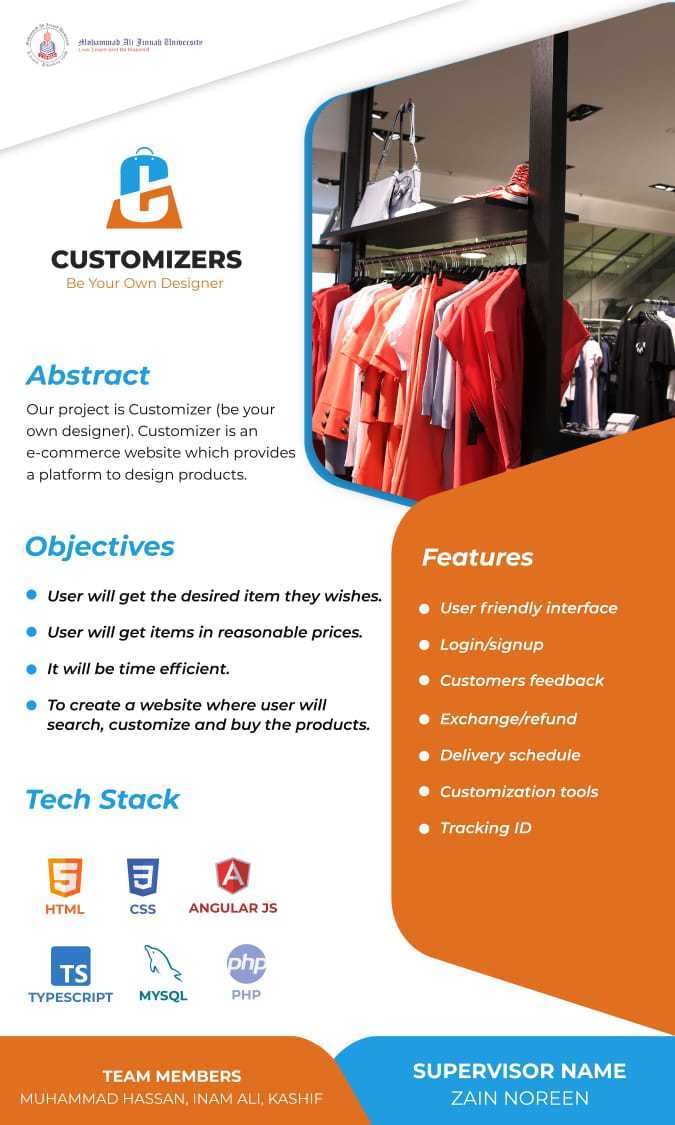 Mohammad Ali Jinnah University
CUSTOMIZERS
Be Your Own Designer
Abstract
Our project is Customizer (be your
own designer). Customizer is an
e-commerce website which provides
a platform to design products.
Objectives
User will get the desired item they wishes.
User will get items in reasonable prices.
It will be time efficient.
To create a website where user will
search, customize and buy the products.
Features
User friendly interface
Login/signup
Customers feedback
Exchange/refund
Delivery schedule
Customization tools
Tracking ID
Tech Stack
HTML
CSS
A
ANGULAR JS
TS
TYPESCRIPT
MYSQL
php
PHP
TEAM MEMBERS
MUHAMMAD HASSAN, INAM ALI, KASHIF
SUPERVISOR NAME
ZAIN NOREEN